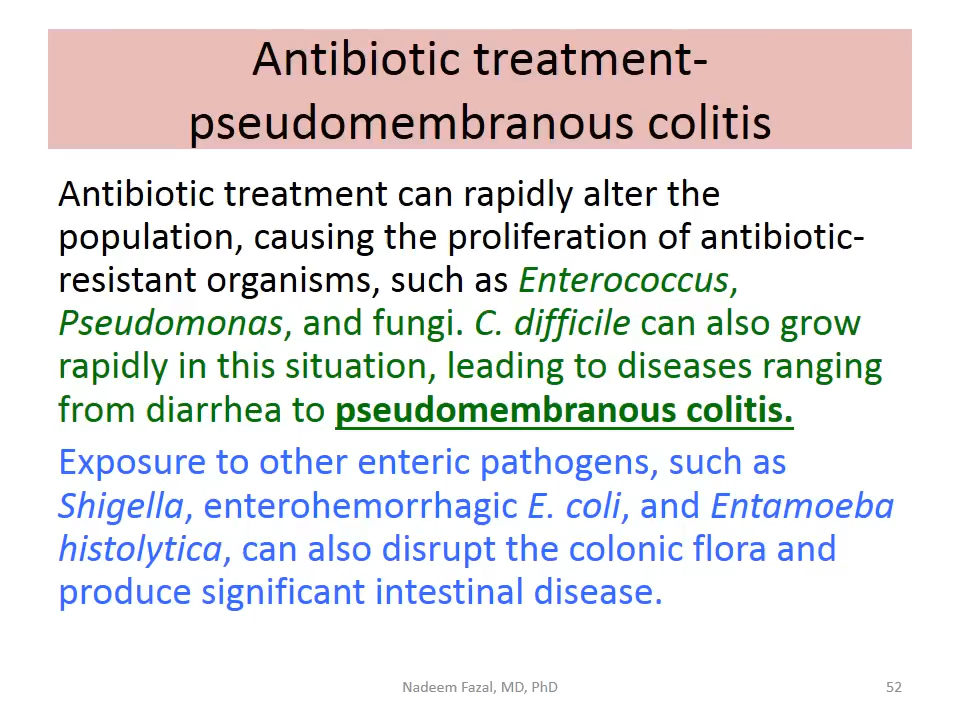 Antibiotic treatment-
pseudomembranous colitis
Antibiotic treatment can rapidly alter the
population, causing the proliferation of antibiotic-
resistant organisms, such as Enterococcus,
Pseudomonas, and fungi. C. difficile can also grow
rapidly in this situation, leading to diseases ranging
from diarrhea to pseudomembranous colitis.
Exposure to other enteric pathogens, such as
Shigella, enterohemorrhagic E. coli, and Entamoeba
histolytica, can also disrupt the colonic flora and
produce significant intestinal disease.
Nadeem Fazal, MD, PhD
52